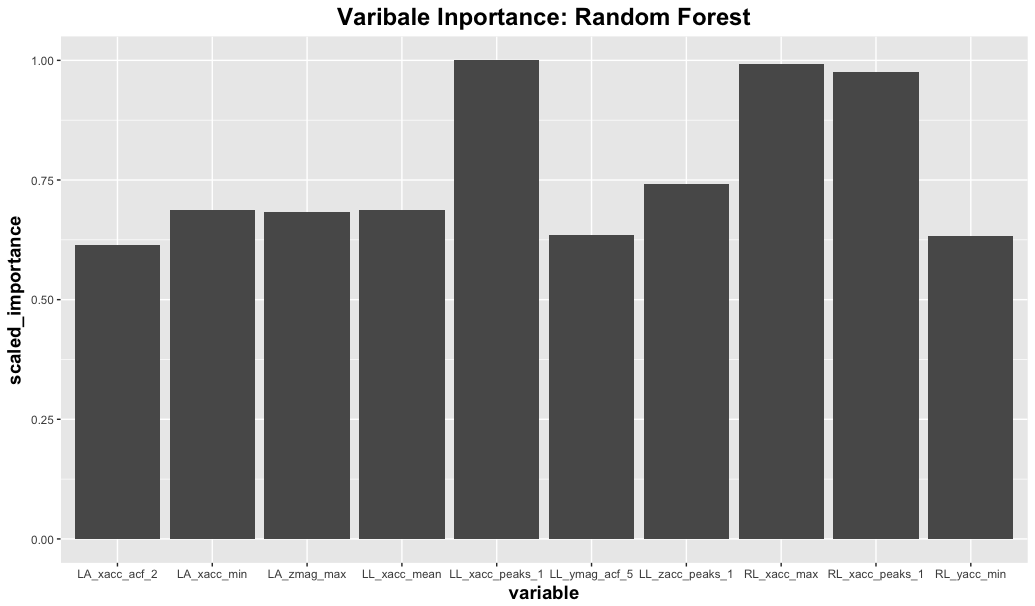 Varibale Inportance: Random Forest
scaled_importance
1.00
0.75
0.50
0.25
0.00
LA_xacc_acf_2 LA_xacc_min LA_zmag_max LL_xacc_mean LL_xacc_peaks_1 LL_ymag_acf_5 LL_zacc_peaks_1 RL_xacc_max RL_xacc_peaks_1 RL_yacc_min
variable